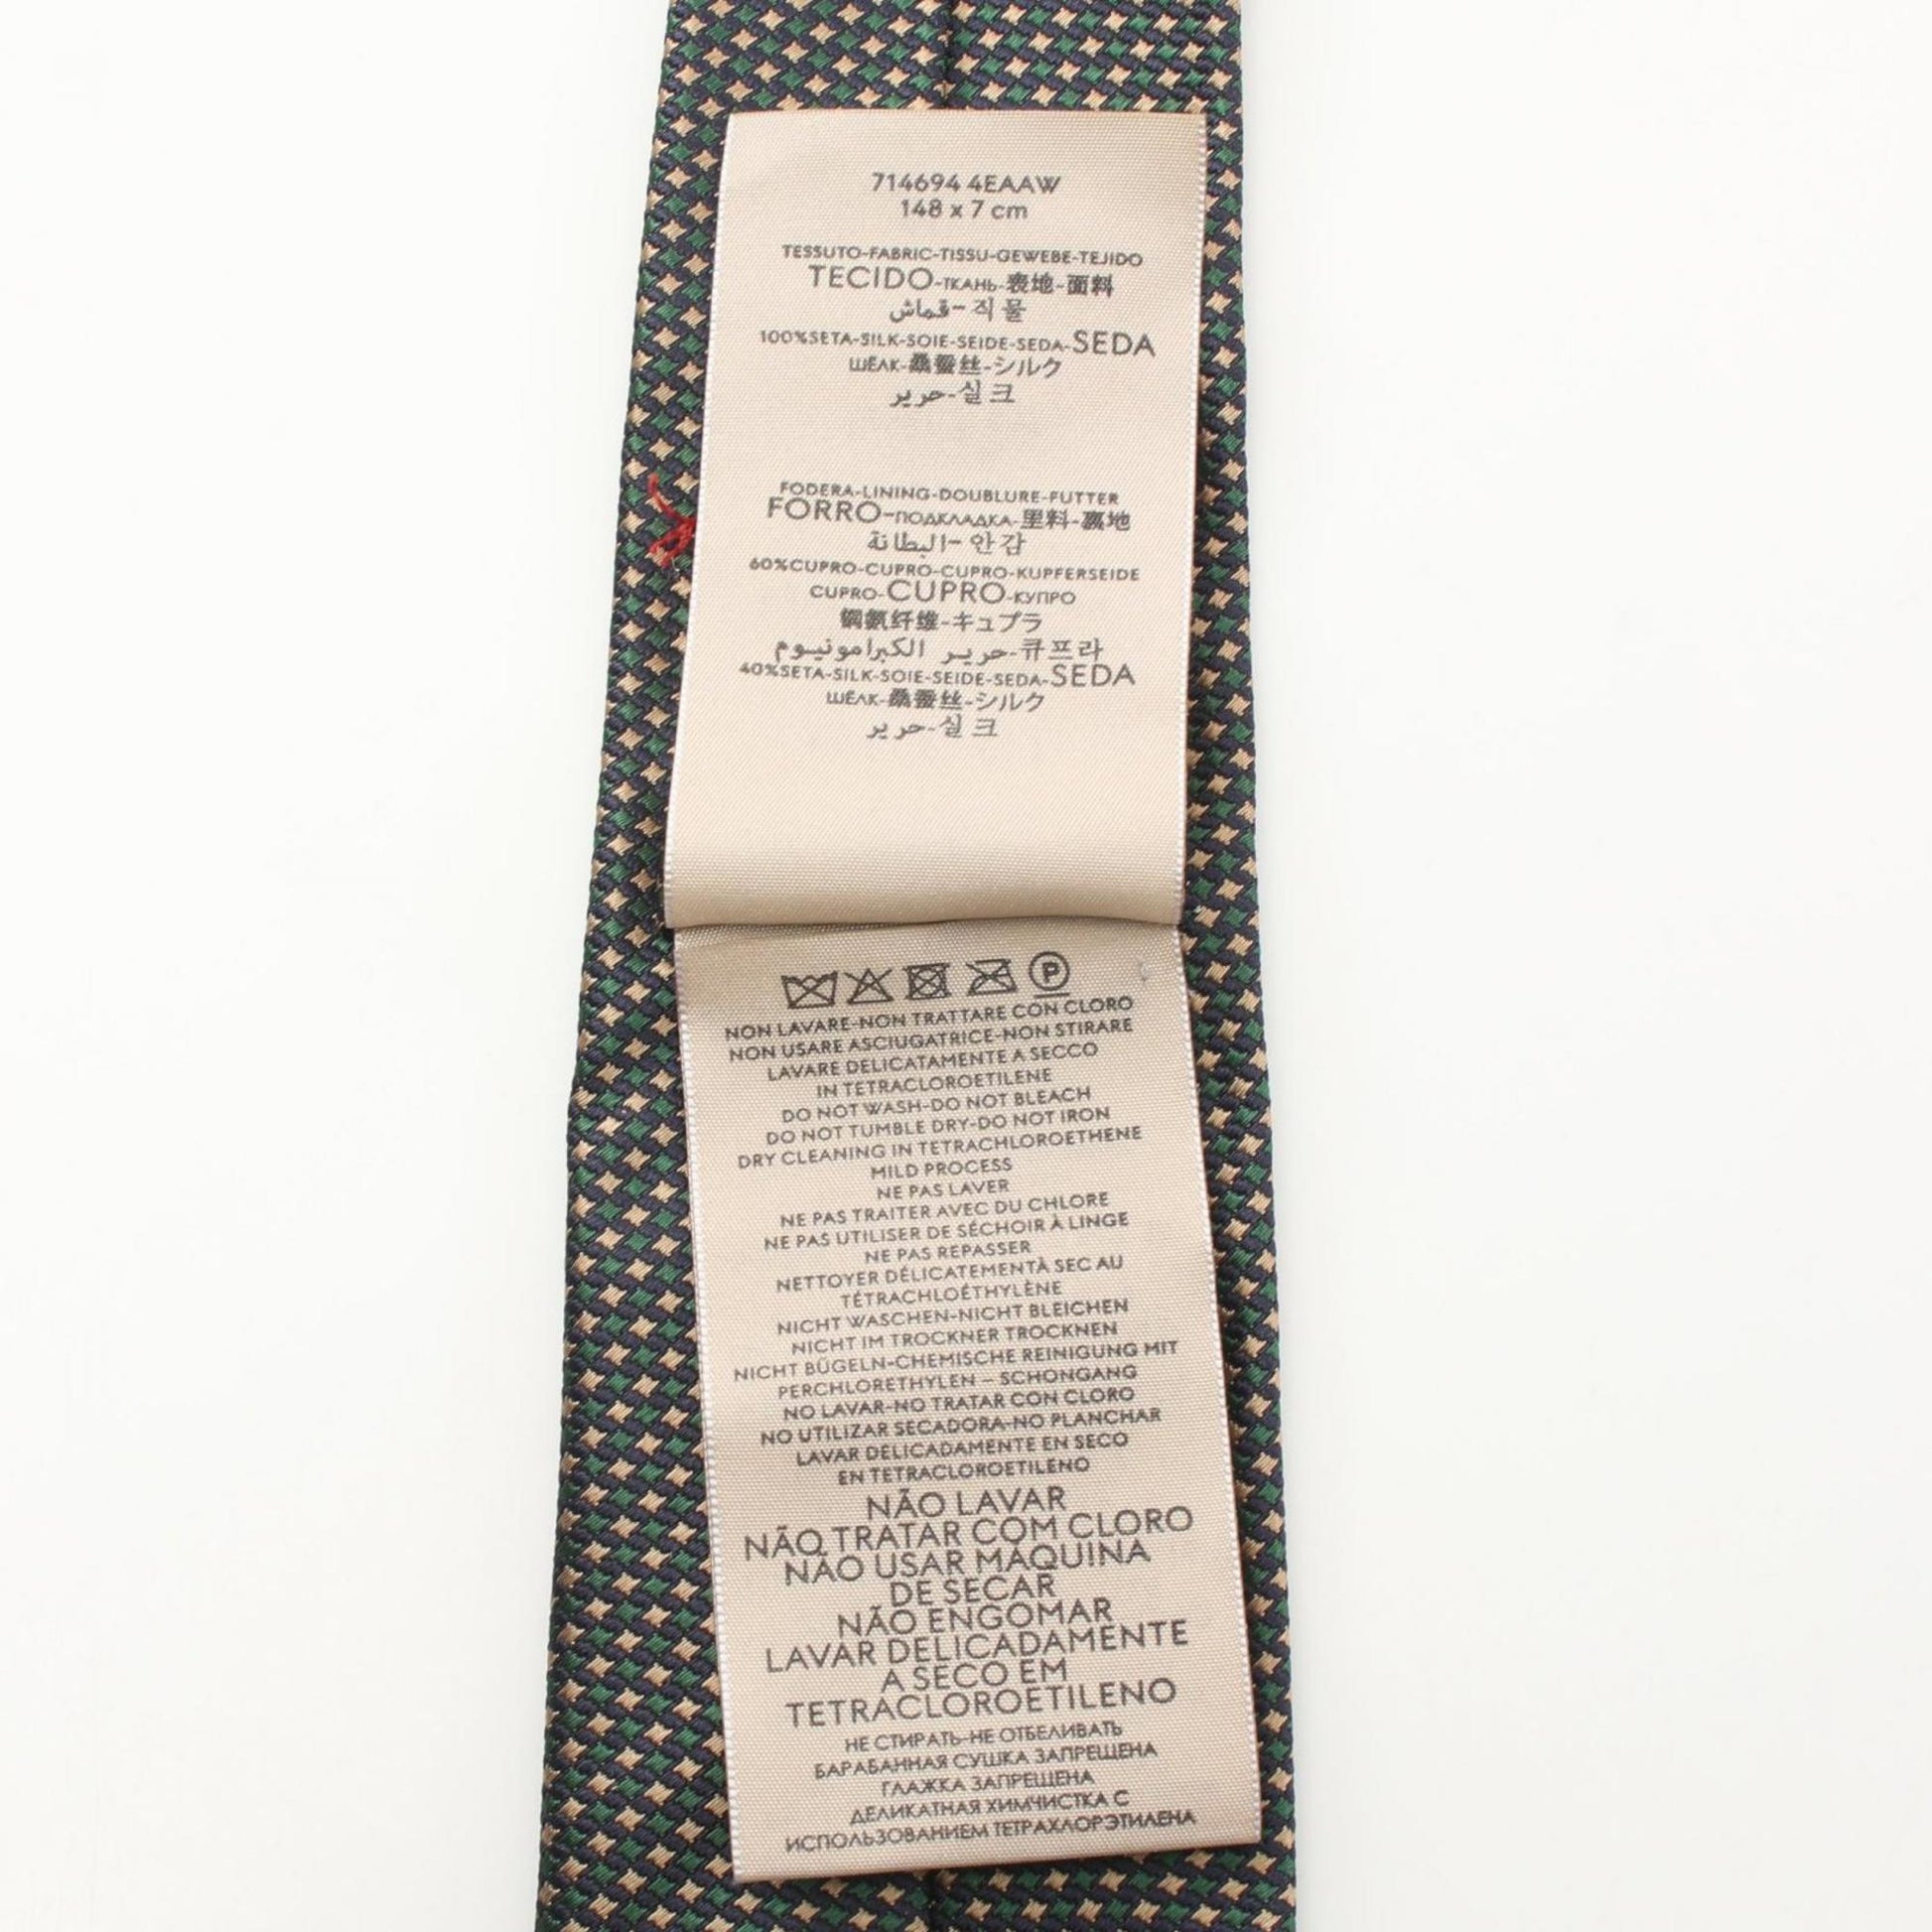 714694 4EAAW
148 x 7 cm
TESSUTO-FABRIC-TISSU-GEWEBE-TEJIDO
TECIDO-ТКАНЬ-表地-面料
قماش-직물
100%SETA-SILK-SOIE-SEIDE-SEDA-SEDA
ШЁЛК-桑蚕丝-シルク
حرير-실크
FODERA-LINING-DOUBLURE-FUTTER
FORRO-ПОДКЛАДКА-里料-裏地
البطانة-안감
60%CUPRO-CUPRO-CUPRO-KUPFERSEIDE
CUPRO-CUPRO-КУПРО
铜氨纤维-キュプラ
حرير الكبرامونيوم-큐프라
40%SETA-SILK-SOIE-SEIDE-SEDA-SEDA
ШЁЛК-桑蚕丝-シルク
حرير-실크
P
NON LAVARE-NON TRATTARE CON CLORO
NON USARE ASCIUGATRICE-NON STIRARE
LAVARE DELICATAMENTE A SECCO
IN TETRACLOROETILENE
DO NOT WASH-DO NOT BLEACH
DO NOT TUMBLE DRY-DO NOT IRON
DRY CLEANING IN TETRACHLOROETHENE
MILD PROCESS
NE PAS LAVER
NE PAS TRAITER AVEC DU CHLORE
NE PAS UTILISER DE SÉCHOIR À LINGE
NE PAS REPASSER
NETTOYER DÉLICATEMENTÀ SEC AU
TÉTRACHLOÉTHYLÈNE
NICHT WASCHEN-NICHT BLEICHEN
NICHT IM TROCKNER TROCKNEN
NICHT BÜGELN-CHEMISCHE REINIGUNG MIT
PERCHLORETHYLEN – SCHONGANG
NO LAVAR-NO TRATAR CON CLORO
NO UTILIZAR SECADORA-NO PLANCHAR
LAVAR DELICADAMENTE EN SECO
EN TETRACLOROETILENO
NÃO LAVAR
NÃO TRATAR COM CLORO
NÃO USAR MÁQUINA
DE SECAR
NÃO ENGOMAR
LAVAR DELICADAMENTE
A SECO EM
TETRACLOROETILENO
НЕ СТИРАТЬ-НЕ ОТБЕЛИВАТЬ
БАРАБАННАЯ СУШКА ЗАПРЕЩЕНА
ГЛАЖКА ЗАПРЕЩЕНА
ДЕЛИКАТНАЯ ХИМЧИСТКА С
ИСПОЛЬЗОВАНИЕМ ТЕТРАХЛОРЭТИЛЕНА